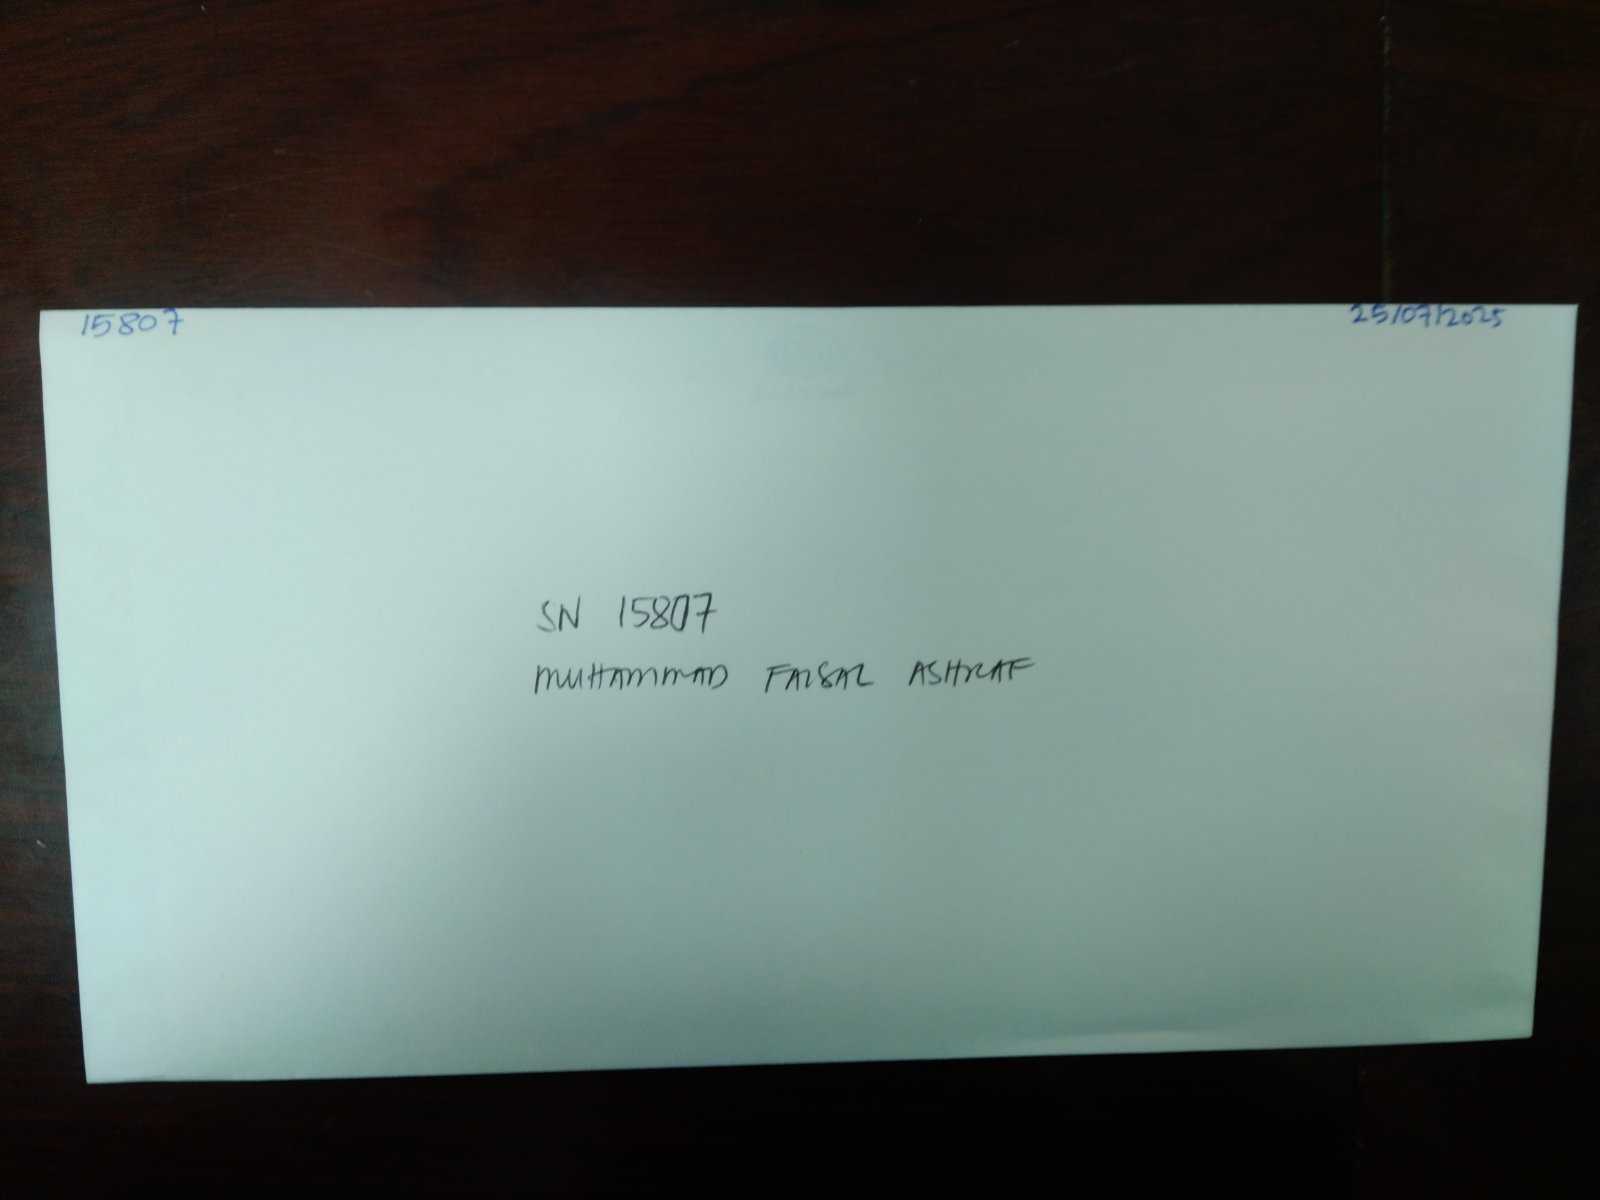 15807
25/07/2025
SN 15807
MUHAMMAD FAISAL ASHRAF